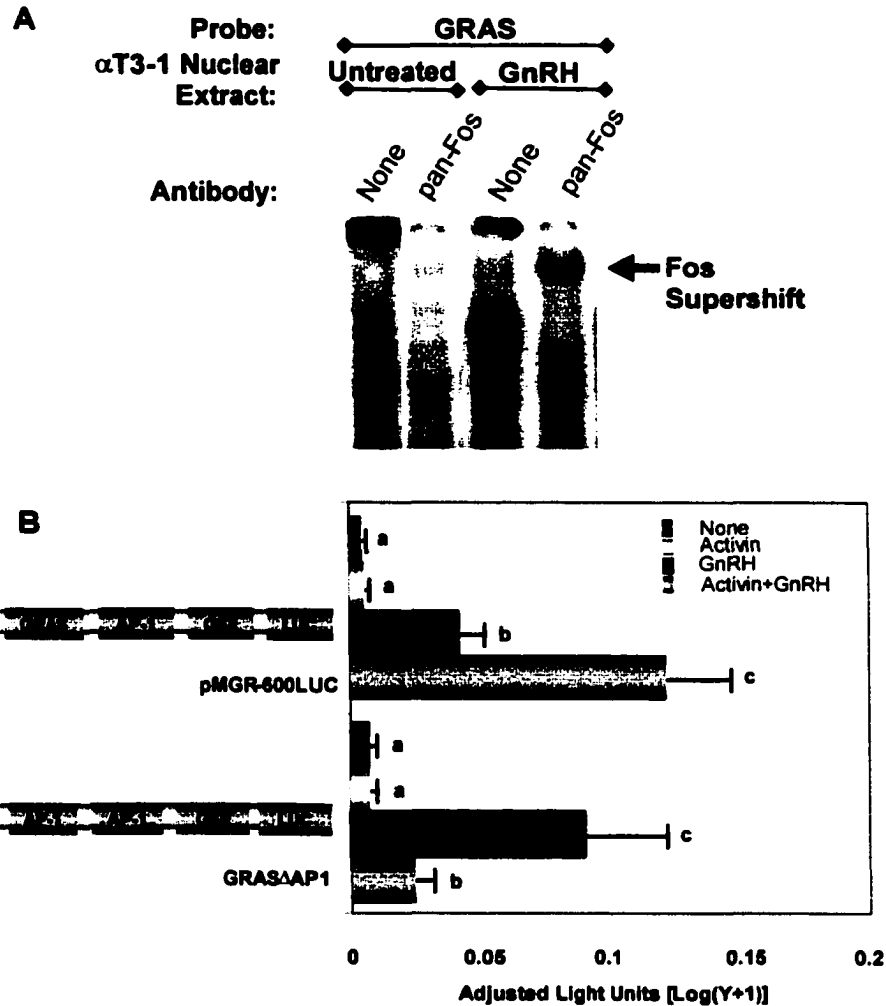 A
Probe:
GRAS
αT3-1 Nuclear
Extract:
Untreated
GnRH
Antibody:
None
pan-Fos
None
pan-Fos
Fos
Supershift
B
None
Activin
GnRH
Activin+GnRH
a
a
b
c
pMGR-600LUC
a
a
c
b
GRASΔAP1
0
0.05
0.1
0.15
0.2
Adjusted Light Units [Log(Y+1)]